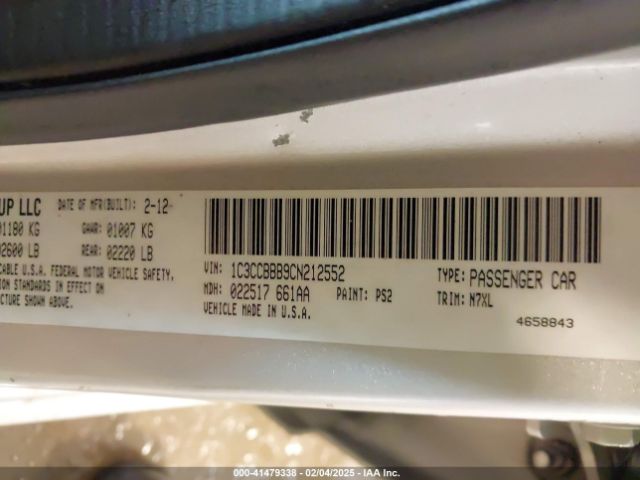 UP LLC DATE OF MFR(BUILT): 2-12
01180 KG GAWR: 01007 KG
02600 LB REAR: 02220 LB
CABLE U.S.A. FEDERAL MOTOR VEHICLE SAFETY,
ION STANDARDS IN EFFECT ON
CTURE SHOWN ABOVE.
VIN: 1C3CCBBB9CN212552 TYPE: PASSENGER CAR
MDH: 022517 661AA PAINT: PS2 TRIM: N7XL
VEHICLE MADE IN U.S.A.
4658843
000-41479338 - 02/04/2025 - IAA Inc.